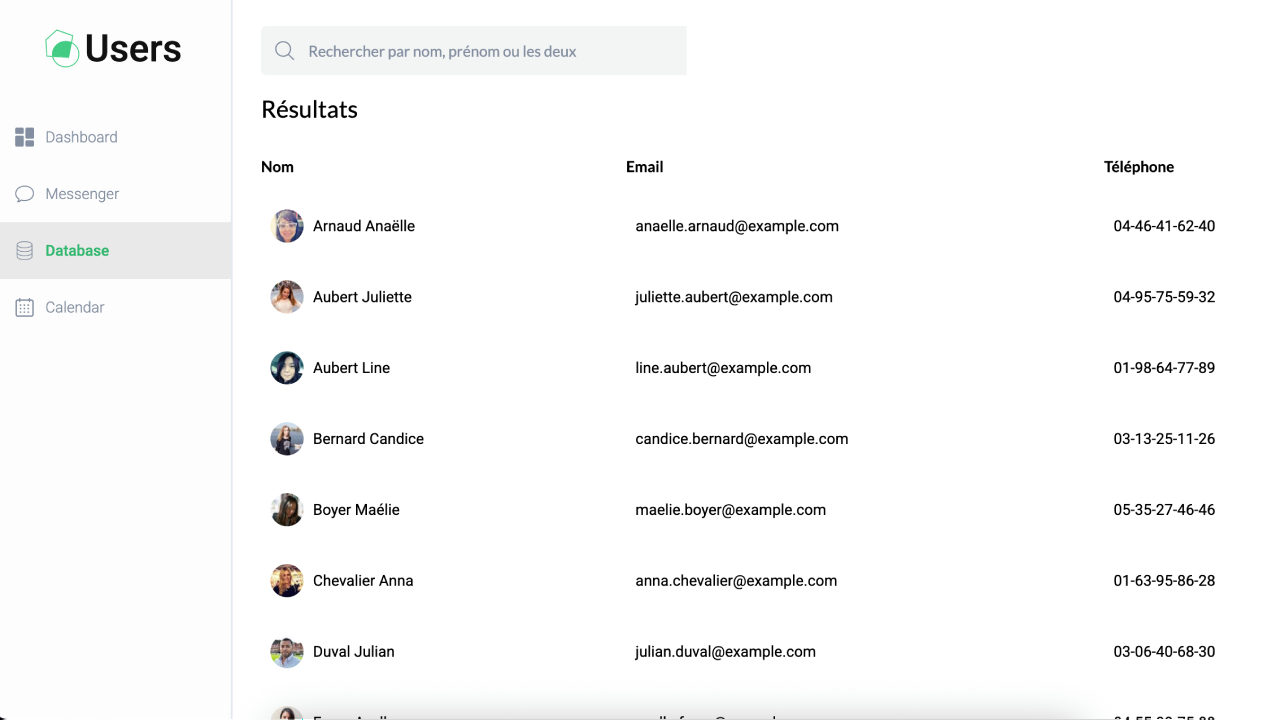 Users
Rechercher par nom, prénom ou les deux
Dashboard
Messenger
Database
Calendar
Résultats
Nom Email Téléphone
Arnaud Anaëlle anaelle.arnaud@example.com 04-46-41-62-40
Aubert Juliette juliette.aubert@example.com 04-95-75-59-32
Aubert Line line.aubert@example.com 01-98-64-77-89
Bernard Candice candice.bernard@example.com 03-13-25-11-26
Boyer Maélie maelie.boyer@example.com 05-35-27-46-46
Chevalier Anna anna.chevalier@example.com 01-63-95-86-28
Duval Julian julian.duval@example.com 03-06-40-68-30